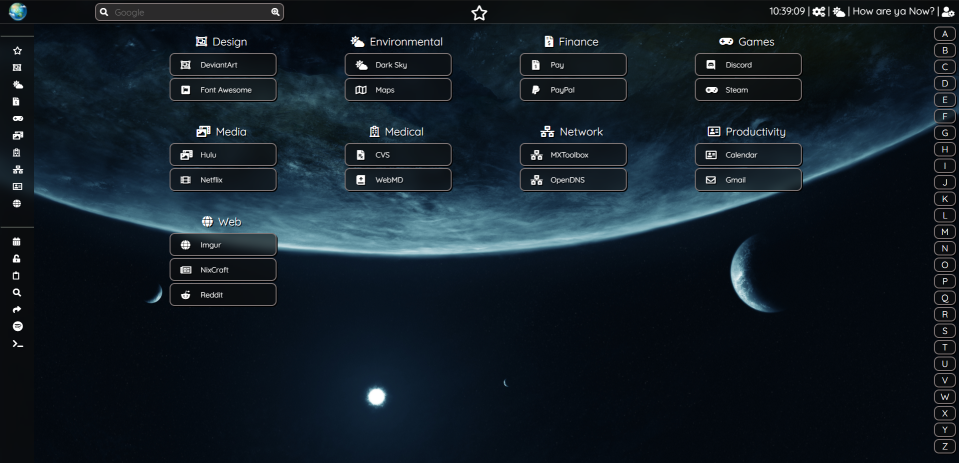 Google
10:39:09 | | | How are ya Now? |
Design
DeviantArt
Font Awesome
Environmental
Dark Sky
Maps
Finance
Pay
PayPal
Games
Discord
Steam
Media
Hulu
Netflix
Medical
CVS
WebMD
Network
MXToolbox
OpenDNS
Productivity
Calendar
Gmail
Web
Imgur
NixCraft
Reddit
A
B
C
D
E
F
G
H
I
J
K
L
M
N
O
P
Q
R
S
T
U
V
W
X
Y
Z